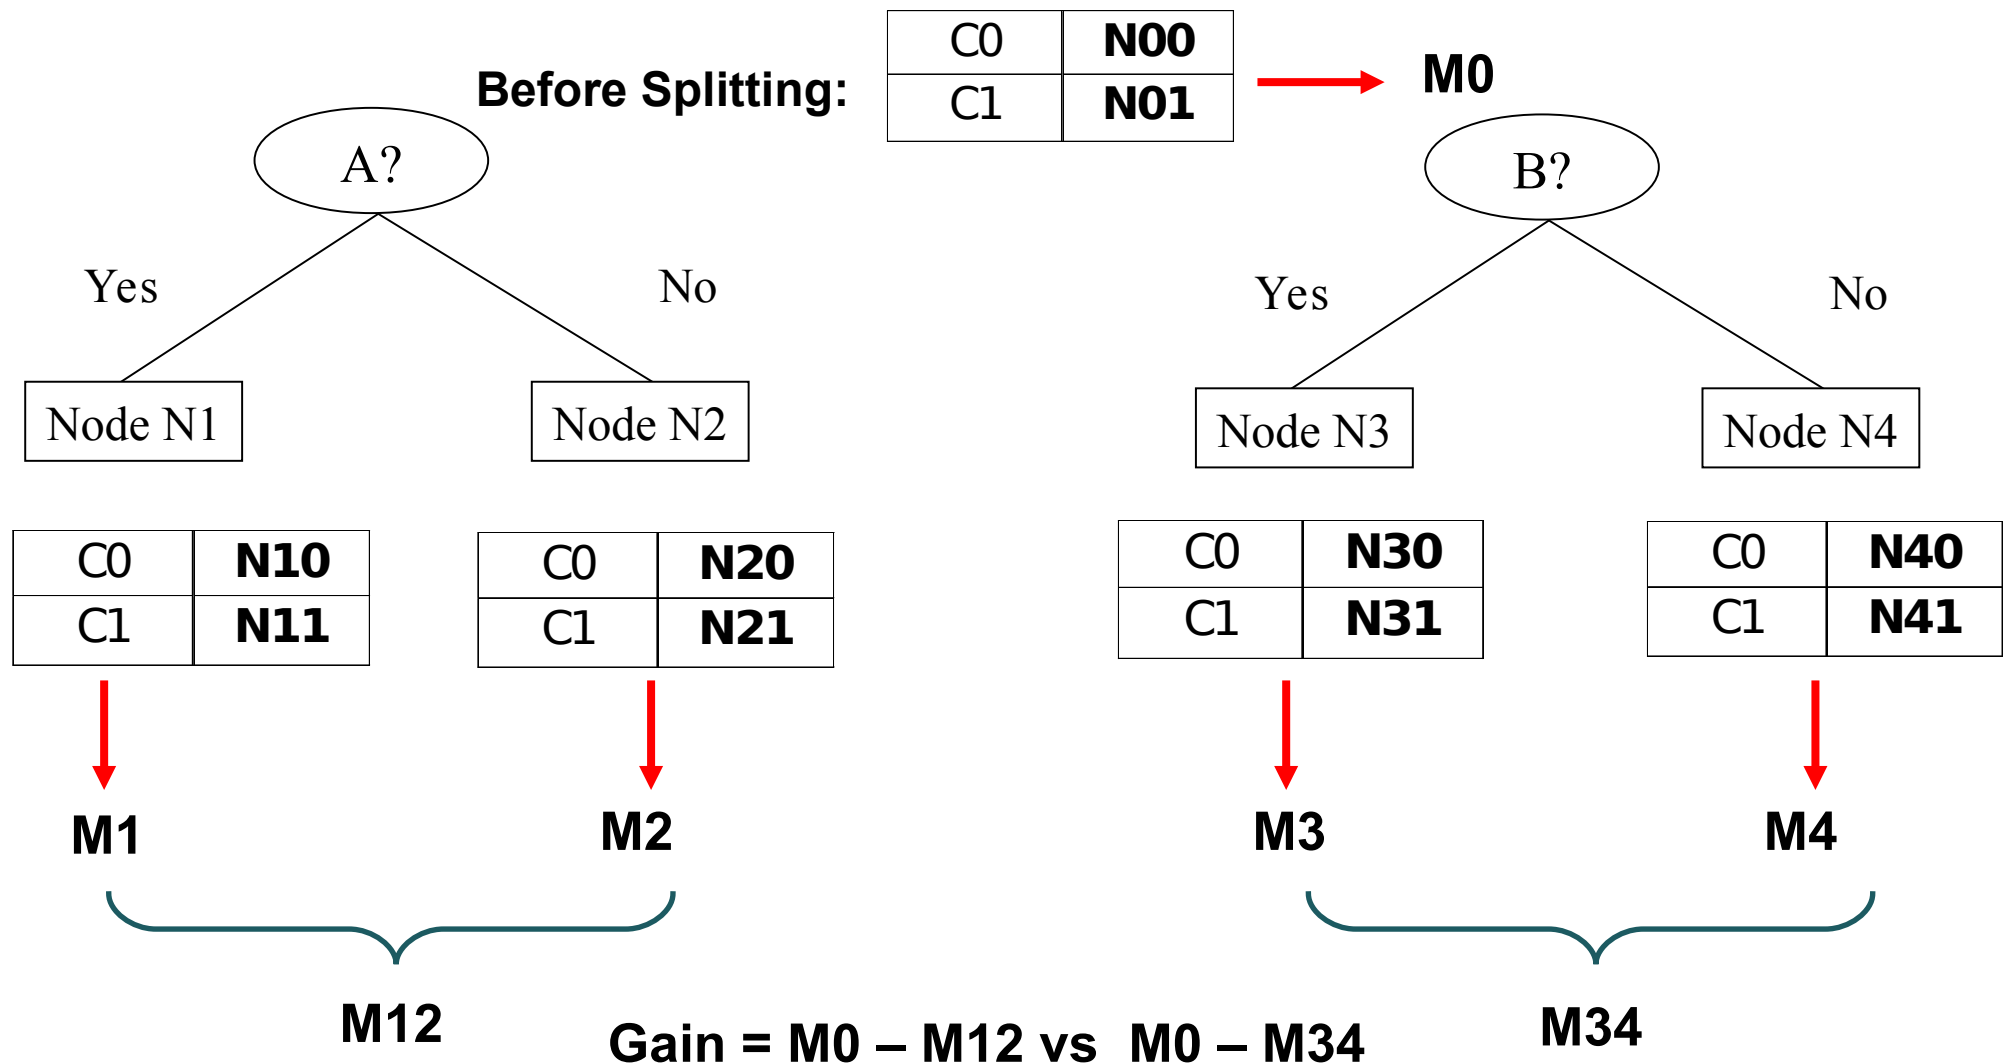 Before Splitting:
C0 N00
C1 N01
M0
A?
Yes
No
Node N1
Node N2
C0 N10
C1 N11
C0 N20
C1 N21
M1
M2
M12
B?
Yes
No
Node N3
Node N4
C0 N30
C1 N31
C0 N40
C1 N41
M3
M4
M34
Gain = M0 – M12 vs M0 – M34